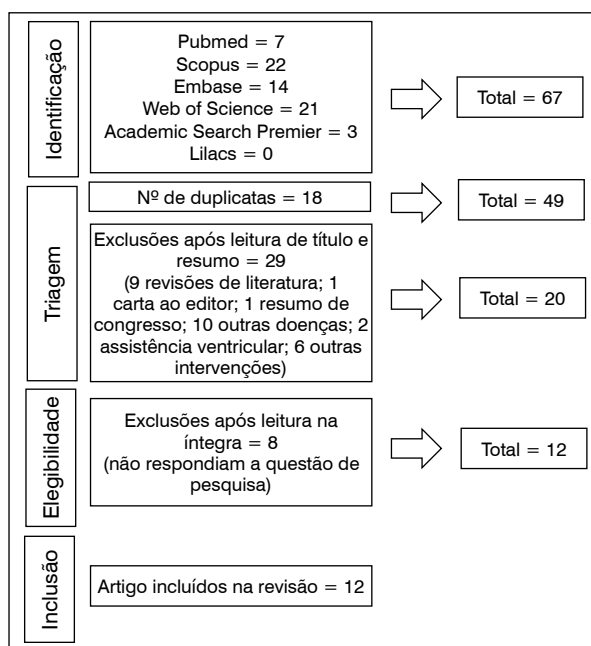 Identificação
Pubmed = 7
Scopus = 22
Embase = 14
Web of Science = 21
Academic Search Premier = 3
Lilacs = 0
Total = 67
Triagem
Nº de duplicatas = 18
Total = 49
Exclusões após leitura de título e
resumo = 29
(9 revisões de literatura; 1
carta ao editor; 1 resumo de
congresso; 10 outras doenças; 2
assistência ventricular; 6 outras
intervenções)
Total = 20
Elegibilidade
Exclusões após leitura na
íntegra = 8
(não respondiam a questão de
pesquisa)
Total = 12
Inclusão
Artigo incluídos na revisão = 12